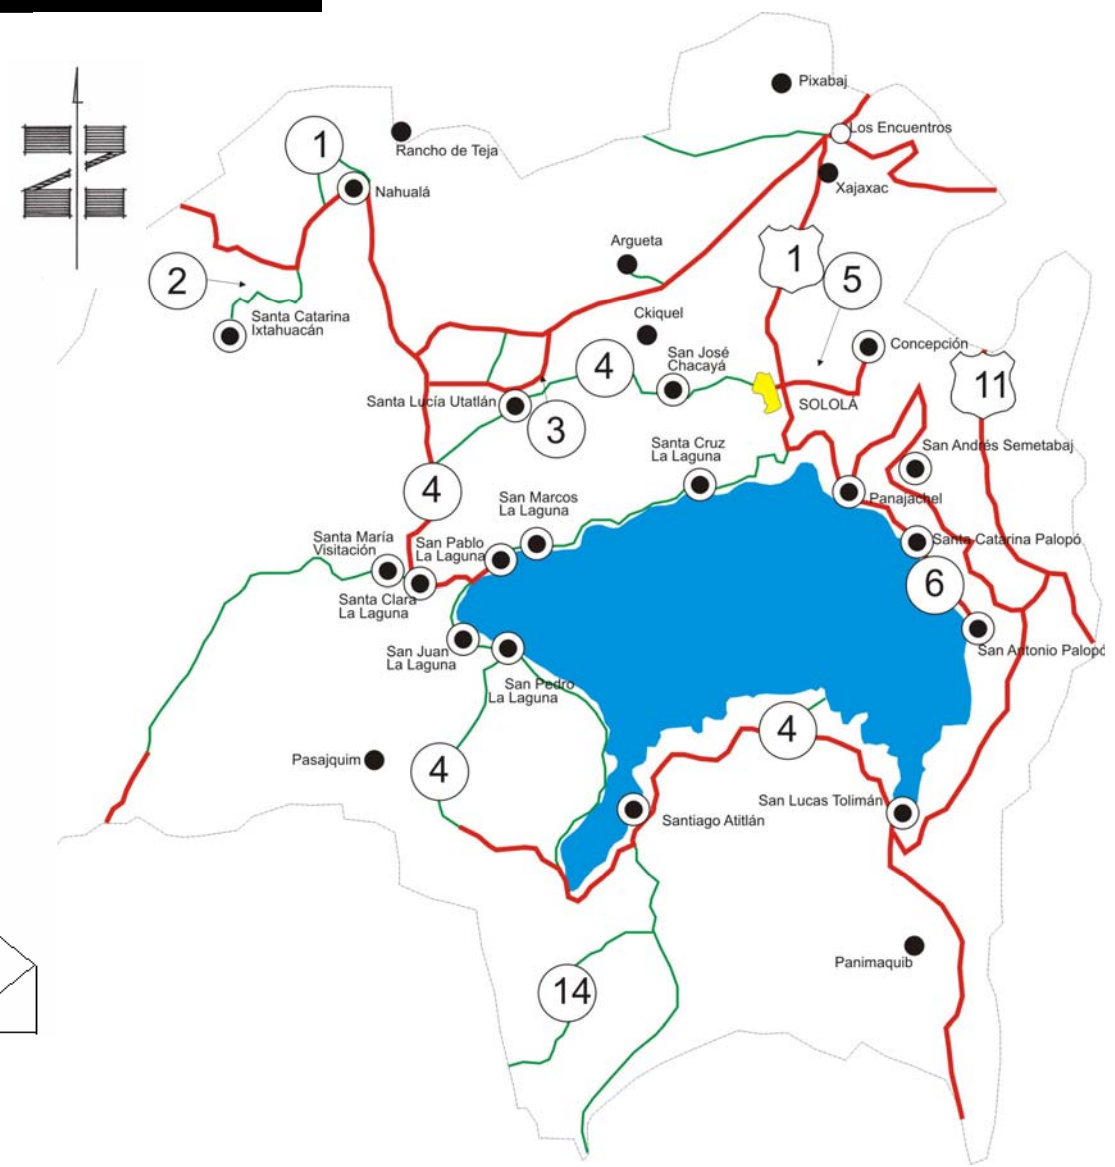 Pixabaj
Los Encuentros
Rancho de Teja
1
Nahualá
Xajaxac
Argueta
1
5
2
Santa Catarina
Ixtahuacán
Ckiquel
Concepción
San José
Chacayá
4
11
Santa Lucía Utatlán
SOLOLÁ
3
Santa Cruz
La Laguna
San Andrés Semetabaj
4
San Marcos
La Laguna
Panajachel
Santa María
Visitación
San Pablo
La Laguna
Santa Catarina Palopó
6
Santa Clara
La Laguna
San Juan
La Laguna
San Antonio Palopó
San Pedro
La Laguna
4
Pasajquim
4
San Lucas Tolimán
Santiago Atitlán
Panimaquib
14